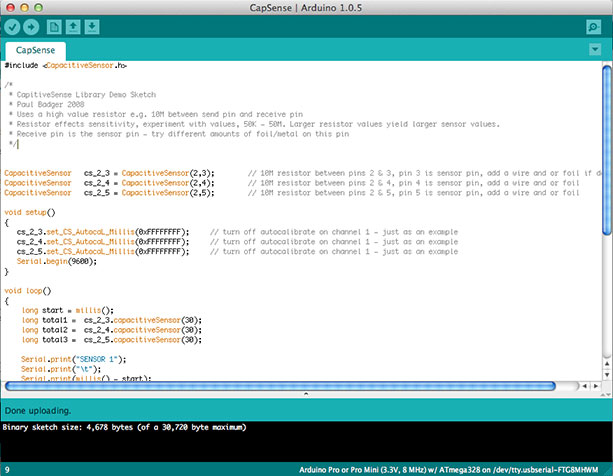 CapSense | Arduino 1.0.5
CapSense
#include <CapacitiveSensor.h>
/*
* CapitiveSense Library Demo Sketch
* Paul Badger 2008
* Uses a high value resistor e.g. 10M between send pin and receive pin
* Resistor effects sensitivity, experiment with values, 50K - 50M. Larger resistor values yield larger sensor values.
* Receive pin is the sensor pin - try different amounts of foil/metal on this pin
*/
CapacitiveSensor cs_2_3 = CapacitiveSensor(2,3); // 10M resistor between pins 2 & 3, pin 3 is sensor pin, add a wire and or foil if de
CapacitiveSensor cs_2_4 = CapacitiveSensor(2,4); // 10M resistor between pins 2 & 4, pin 4 is sensor pin, add a wire and or foil
CapacitiveSensor cs_2_5 = CapacitiveSensor(2,5); // 10M resistor between pins 2 & 5, pin 5 is sensor pin, add a wire and or foil
void setup()
{
cs_2_3.set_CS_AutocaL_Millis(0xFFFFFFFF); // turn off autocalibrate on channel 1 - just as an example
cs_2_4.set_CS_AutocaL_Millis(0xFFFFFFFF); // turn off autocalibrate on channel 1 - just as an example
cs_2_5.set_CS_AutocaL_Millis(0xFFFFFFFF); // turn off autocalibrate on channel 1 - just as an example
Serial.begin(9600);
}
void loop()
{
long start = millis();
long total1 = cs_2_3.capacitiveSensor(30);
long total2 = cs_2_4.capacitiveSensor(30);
long total3 = cs_2_5.capacitiveSensor(30);
Serial.print("SENSOR 1");
Serial.print("\t");
Serial.print(millis() - start);
Done uploading.
Binary sketch size: 4,678 bytes (of a 30,720 byte maximum)
9
Arduino Pro or Pro Mini (3.3V, 8 MHz) w/ ATmega328 on /dev/tty.usbserial-FTG8MHWM